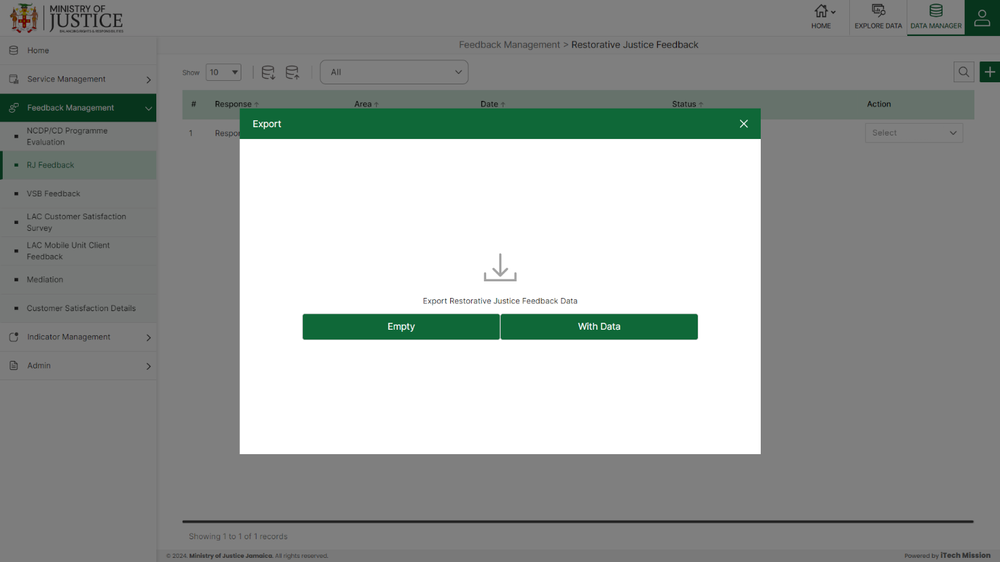 MINISTRY OF
JUSTICE
BALANCING RIGHTS & RESPONSIBILITIES
HOME
EXPLORE DATA
DATA MANAGER
Home
Service Management
Feedback Management
NCDP/CD Programme
Evaluation
RJ Feedback
VSB Feedback
LAC Customer Satisfaction
Survey
LAC Mobile Unit Client
Feedback
Mediation
Customer Satisfaction Details
Indicator Management
Admin
Feedback Management > Restorative Justice Feedback
Show 10 All
# Response Area Date Status Action
1 Respon Select
Export
Export Restorative Justice Feedback Data
Empty With Data
Showing 1 to 1 of 1 records
© 2024. Ministry of Justice Jamaica. All rights reserved. Powered by iTech Mission